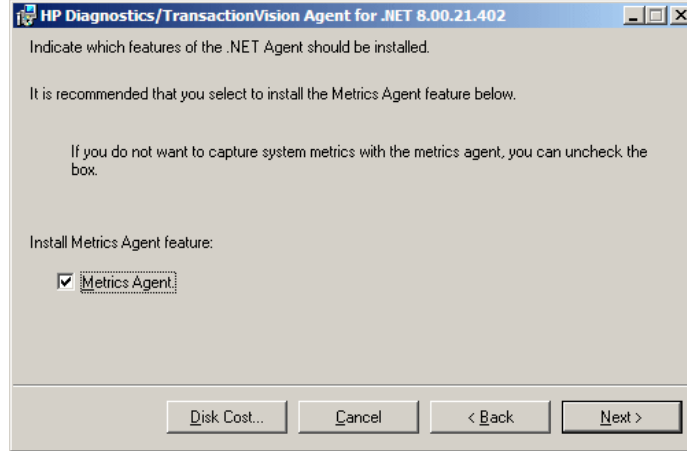 HP Diagnostics/TransactionVision Agent for .NET 8.00.21.402
Indicate which features of the .NET Agent should be installed.
It is recommended that you select to install the Metrics Agent feature below.
If you do not want to capture system metrics with the metrics agent, you can uncheck the
box.
Install Metrics Agent feature:
Metrics Agent.
Disk Cost... Cancel < Back Next >